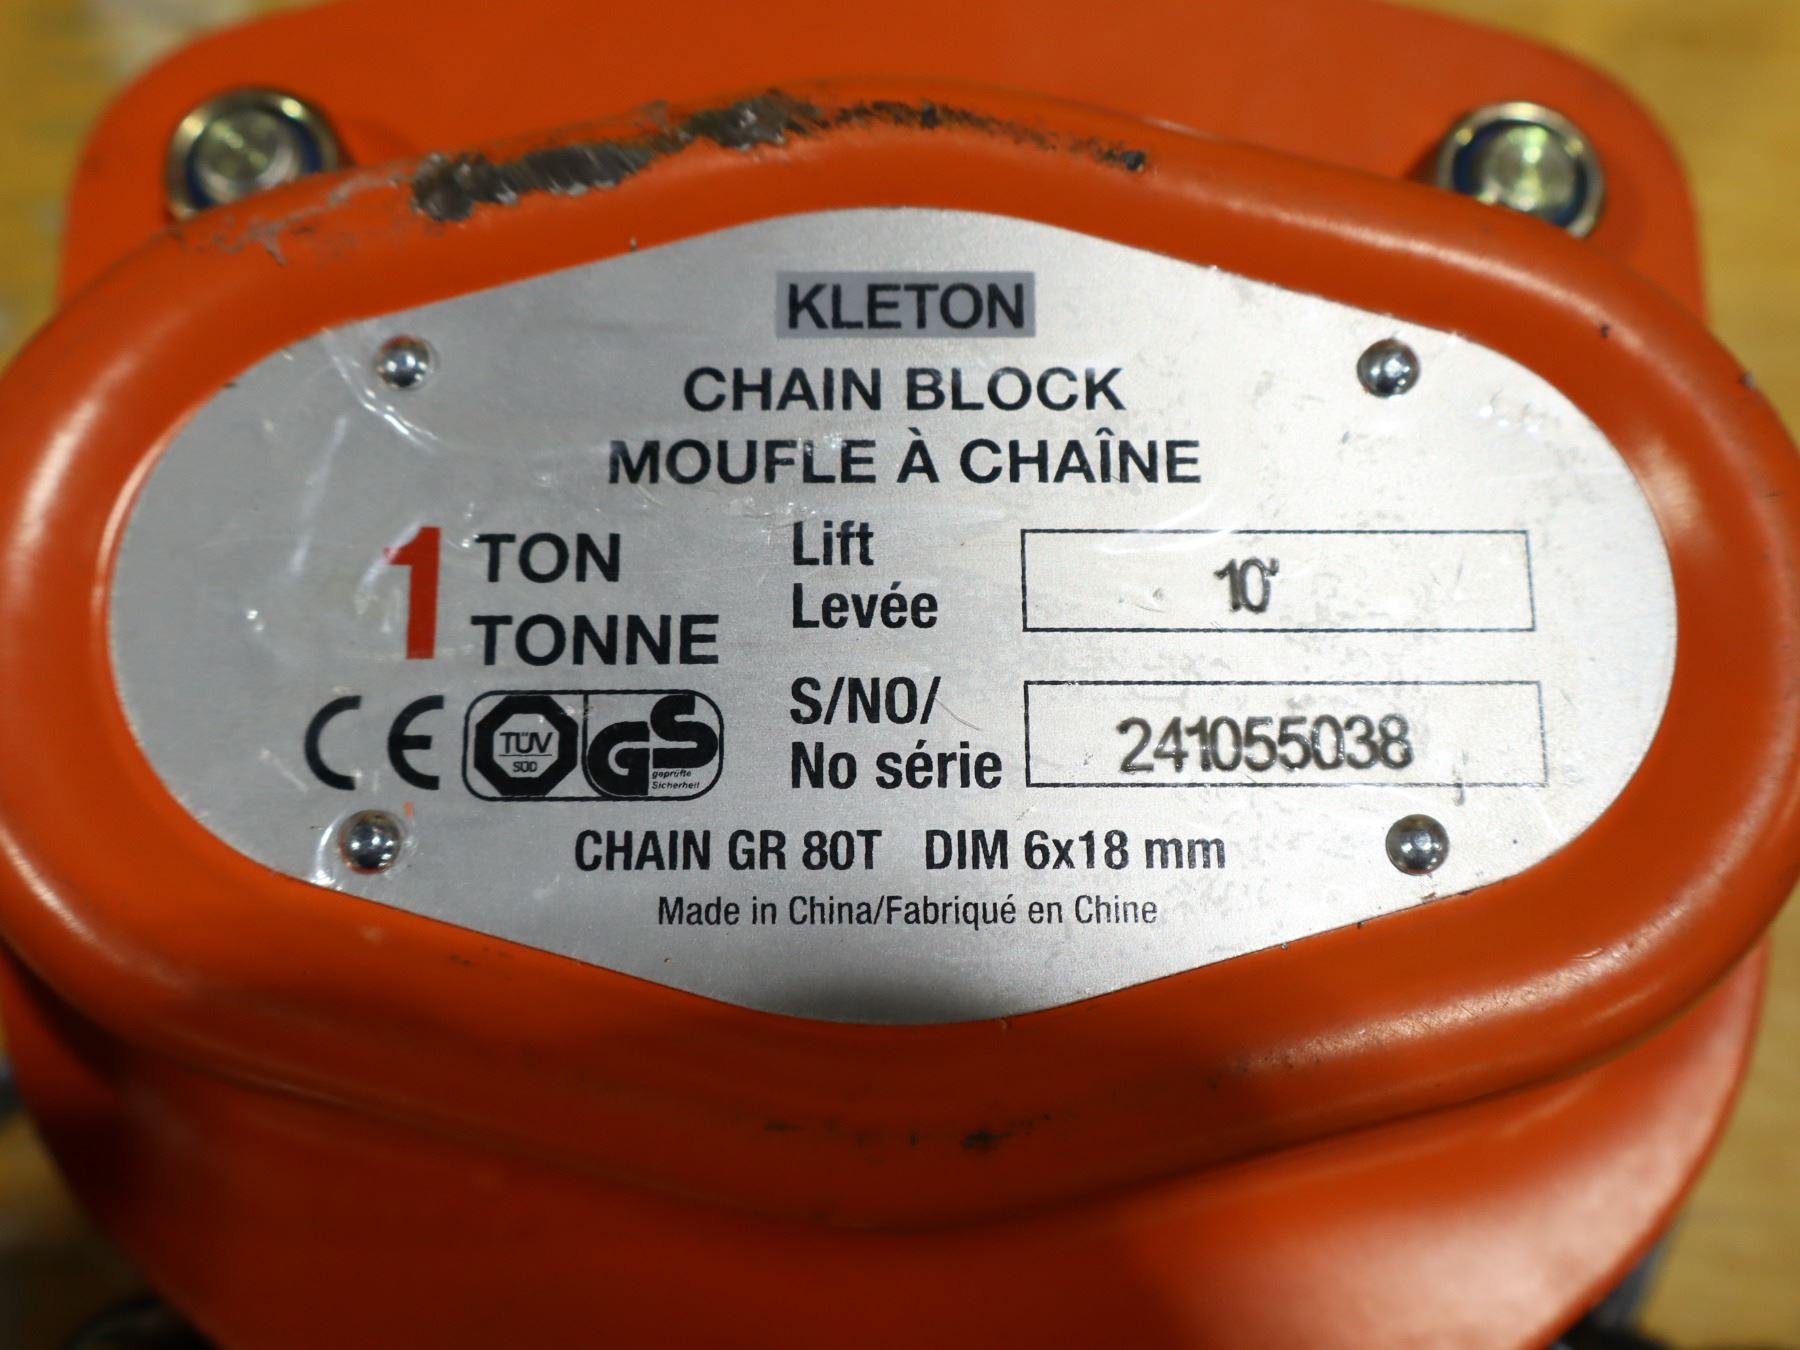 KLETON
CHAIN BLOCK
MOUFLE À CHAÎNE
1 TON
TONNE
Lift
Levée
10'
CE
TÜV
SÜD
GS
geprüfte
Sicherheit
S/NO/
No série
241055038
CHAIN GR 80T DIM 6x18 mm
Made in China/Fabriqué en Chine